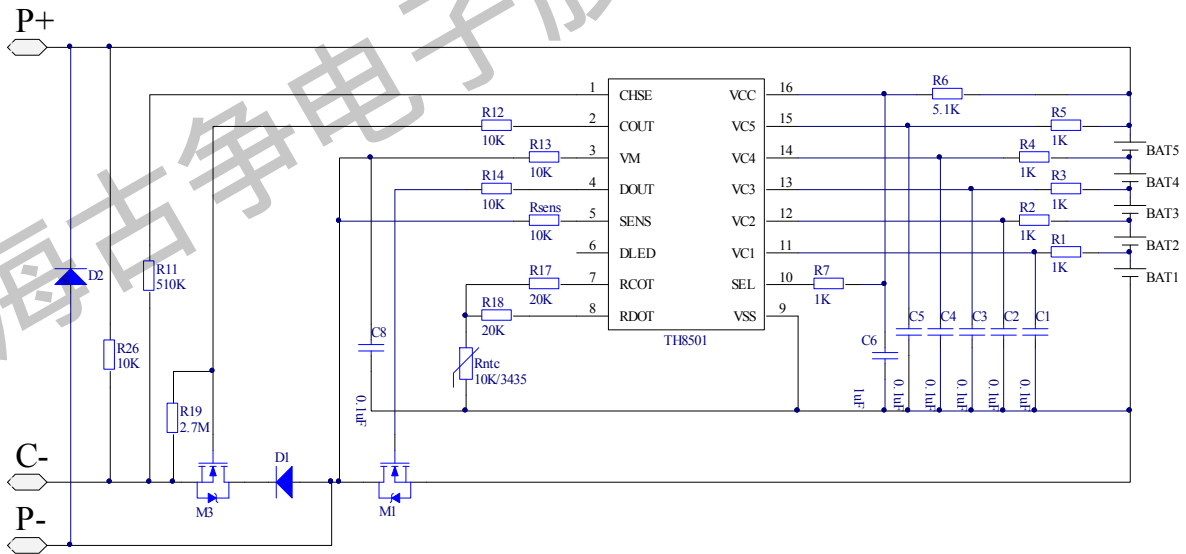 P+
C-
P-
海古争电子
D2
R26
10K
R11
510K
R19
2.7M
M3
D1
M1
C8
0.1uF
R12
10K
R13
10K
R14
10K
Rsens
10K
R17
20K
R18
20K
Rntc
10K/3435
1 CHSE VCC 16
2 COUT VC5 15
3 VM VC4 14
4 DOUT VC3 13
5 SENS VC2 12
6 DLED VC1 11
7 RCOT SEL 10
8 RDOT VSS 9
TH8501
R6
5.1K
R5
1K
R4
1K
R3
1K
R2
1K
R1
1K
R7
1K
BAT5
BAT4
BAT3
BAT2
BAT1
C6
1uF
C5
0.1uF
C4
0.1uF
C3
0.1uF
C2
0.1uF
C1
0.1uF